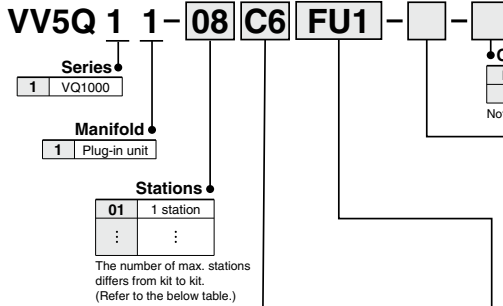 VV5Q 1 1 - 08 C6 FU1 - -
Series
1 VQ1000
Manifold
1 Plug-in unit
Stations
01 1 station
⋮ ⋮
The number of max. stations
differs from kit to kit.
(Refer to the below table.)